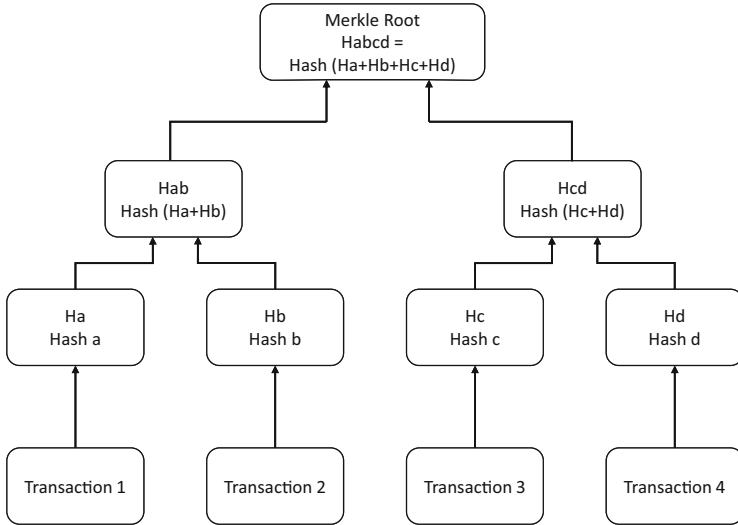 Merkle Root
Habcd =
Hash (Ha+Hb+Hc+Hd)
Hab
Hash (Ha+Hb)
Hcd
Hash (Hc+Hd)
Ha
Hash a
Hb
Hash b
Hc
Hash c
Hd
Hash d
Transaction 1
Transaction 2
Transaction 3
Transaction 4